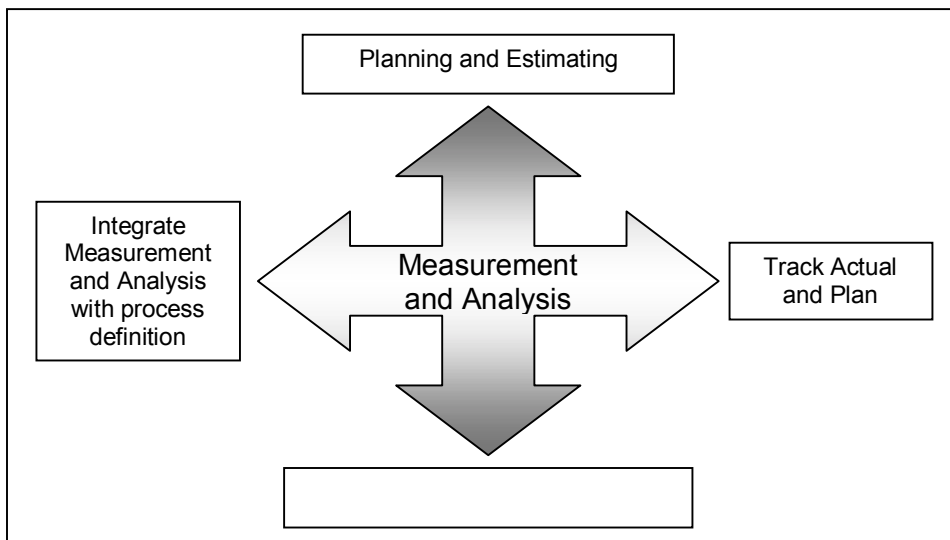 Planning and Estimating
Integrate
Measurement
and Analysis
with process
definition
Measurement
and Analysis
Track Actual
and Plan